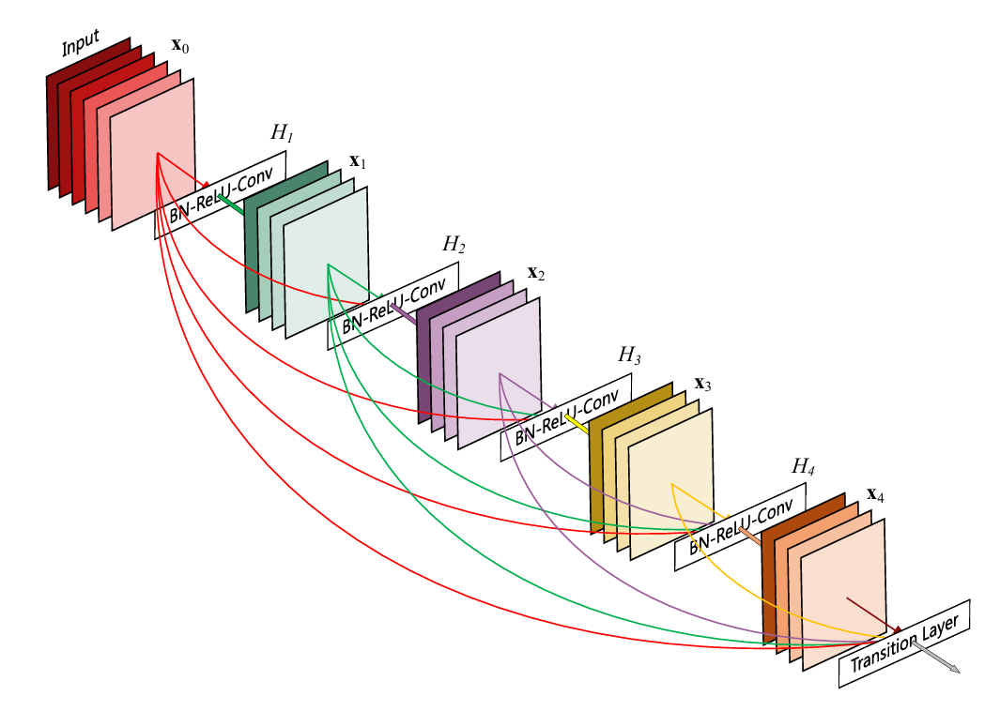 Input
x₀
H₁
BN-ReLU-Conv
x₁
H₂
BN-ReLU-Conv
x₂
H₃
BN-ReLU-Conv
x₃
H₄
BN-ReLU-Conv
x₄
Transition Layer